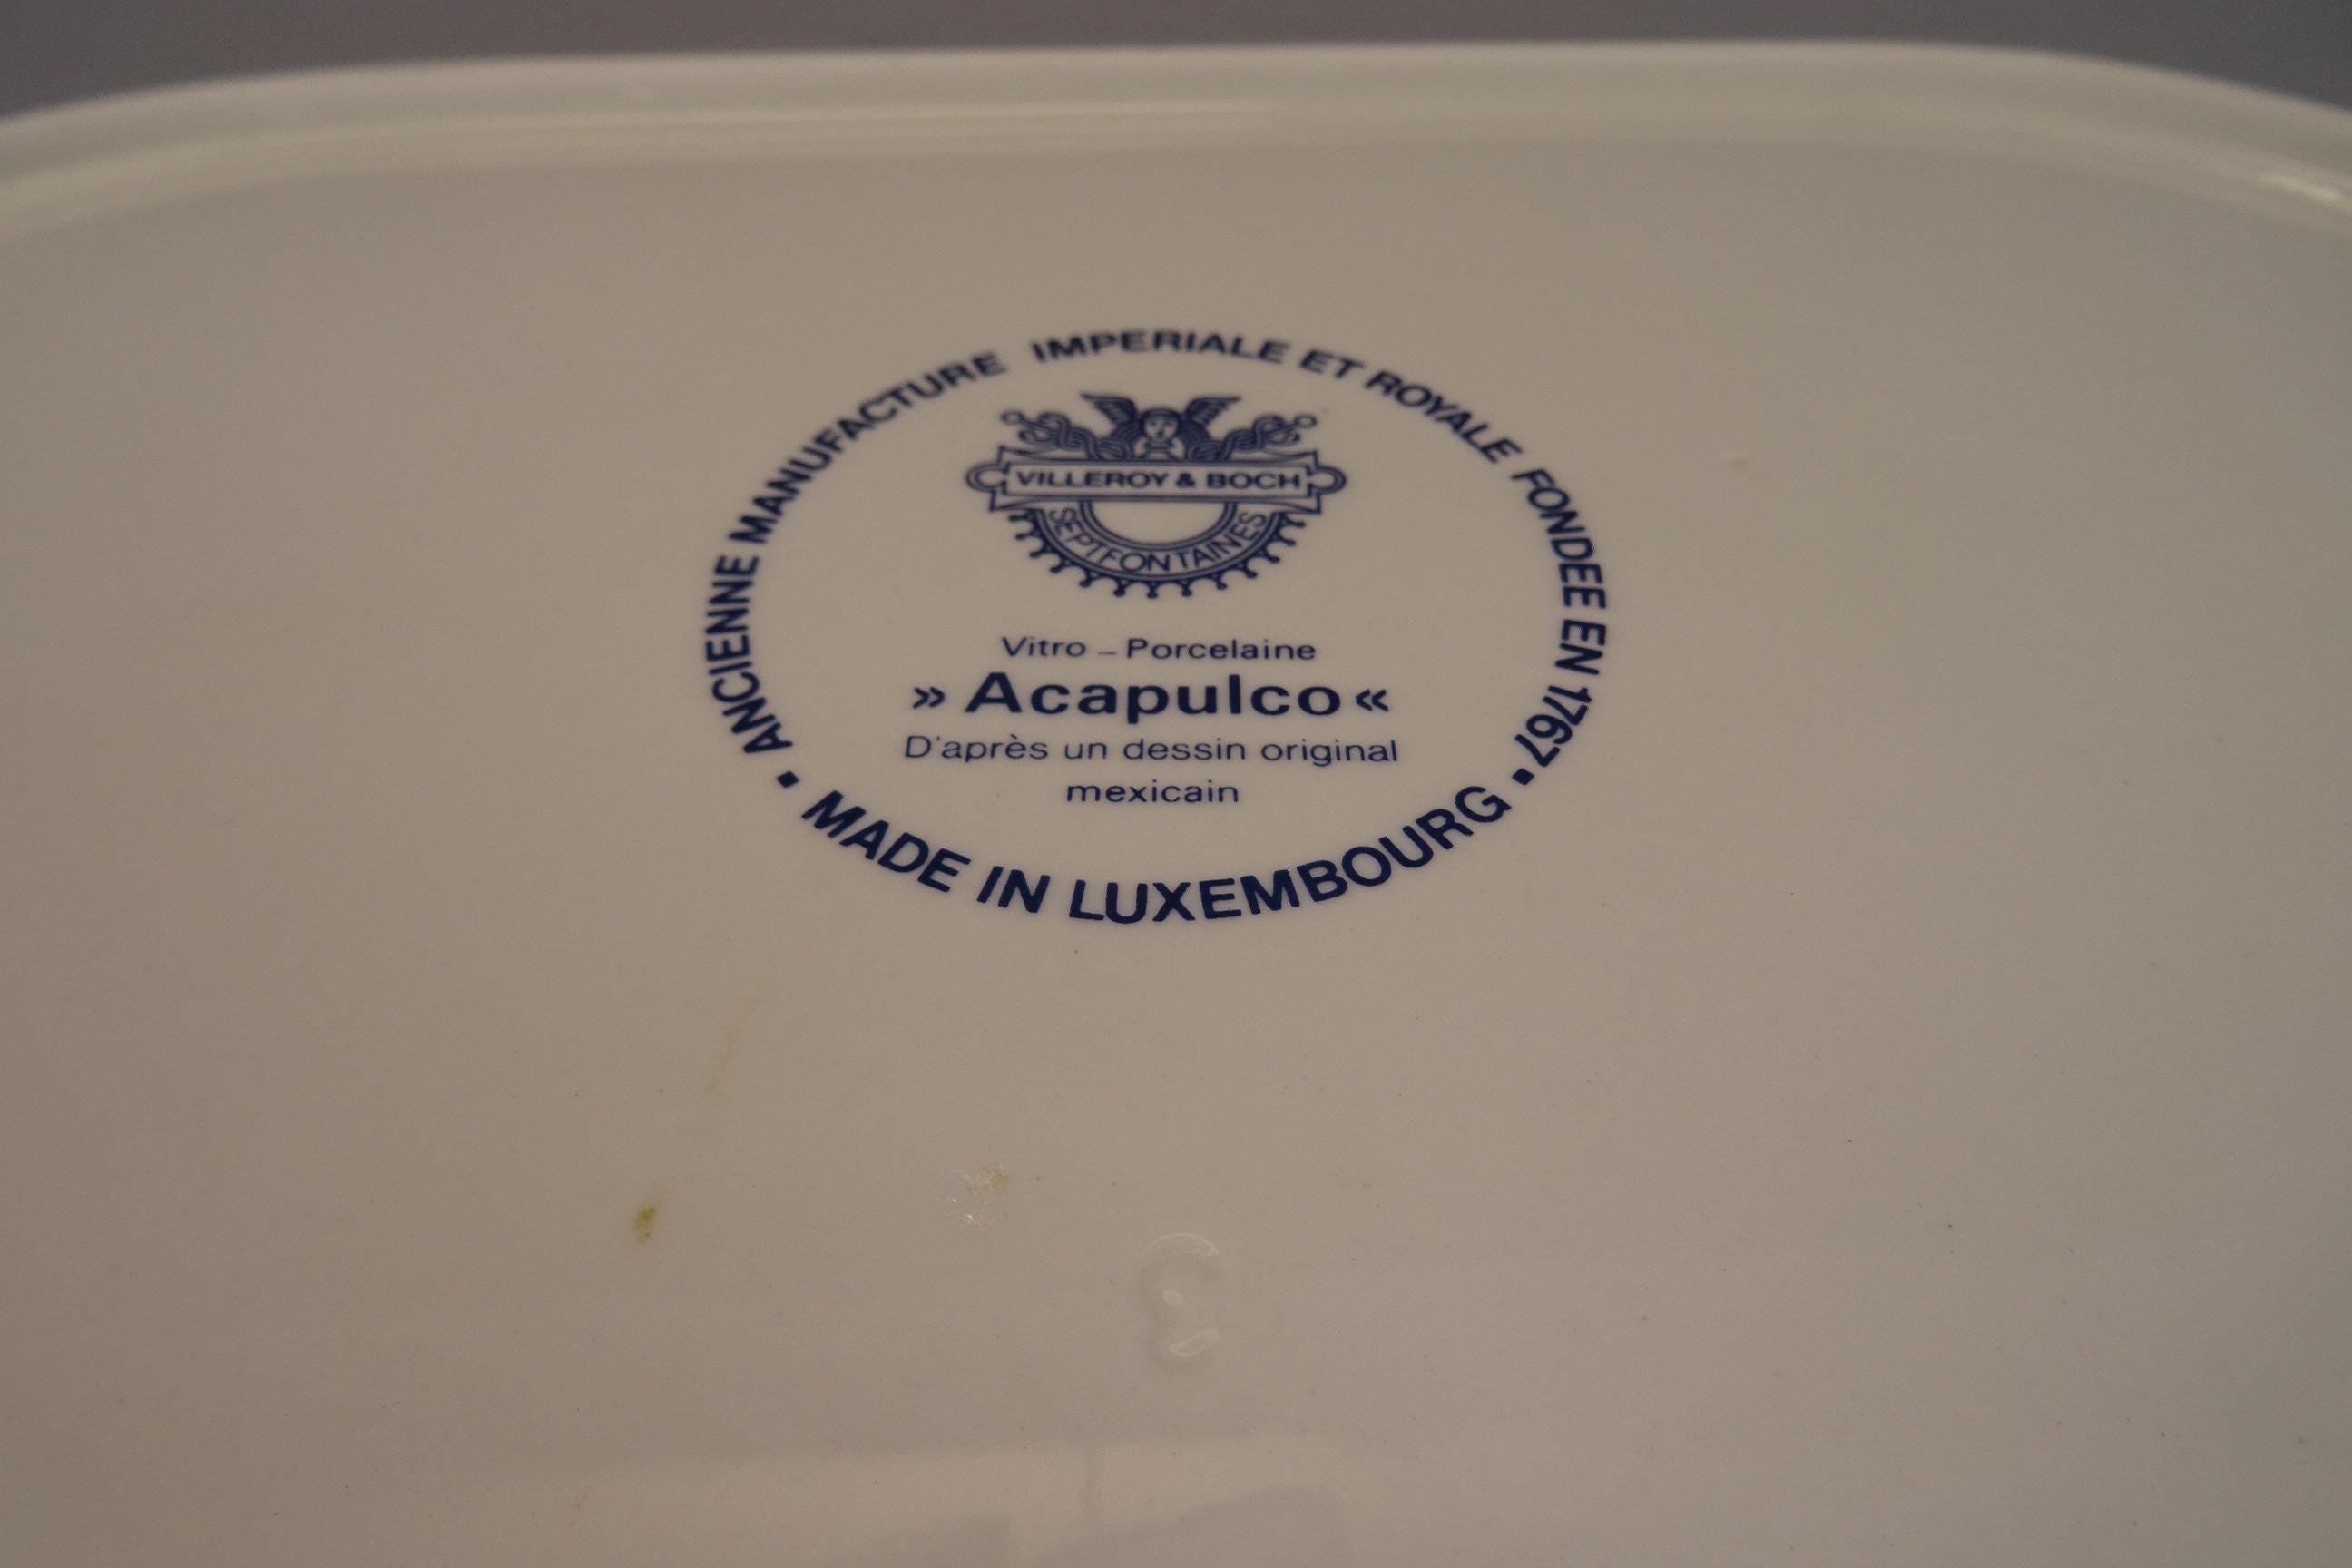 ANCIENNE MANUFACTURE IMPERIALE ET ROYALE FONDEE EN 1767
VILLEROY & BOCH
SEPTFONTAINES
Vitro – Porcelaine
» Acapulco «
D'après un dessin original
mexicain
• MADE IN LUXEMBOURG •
3